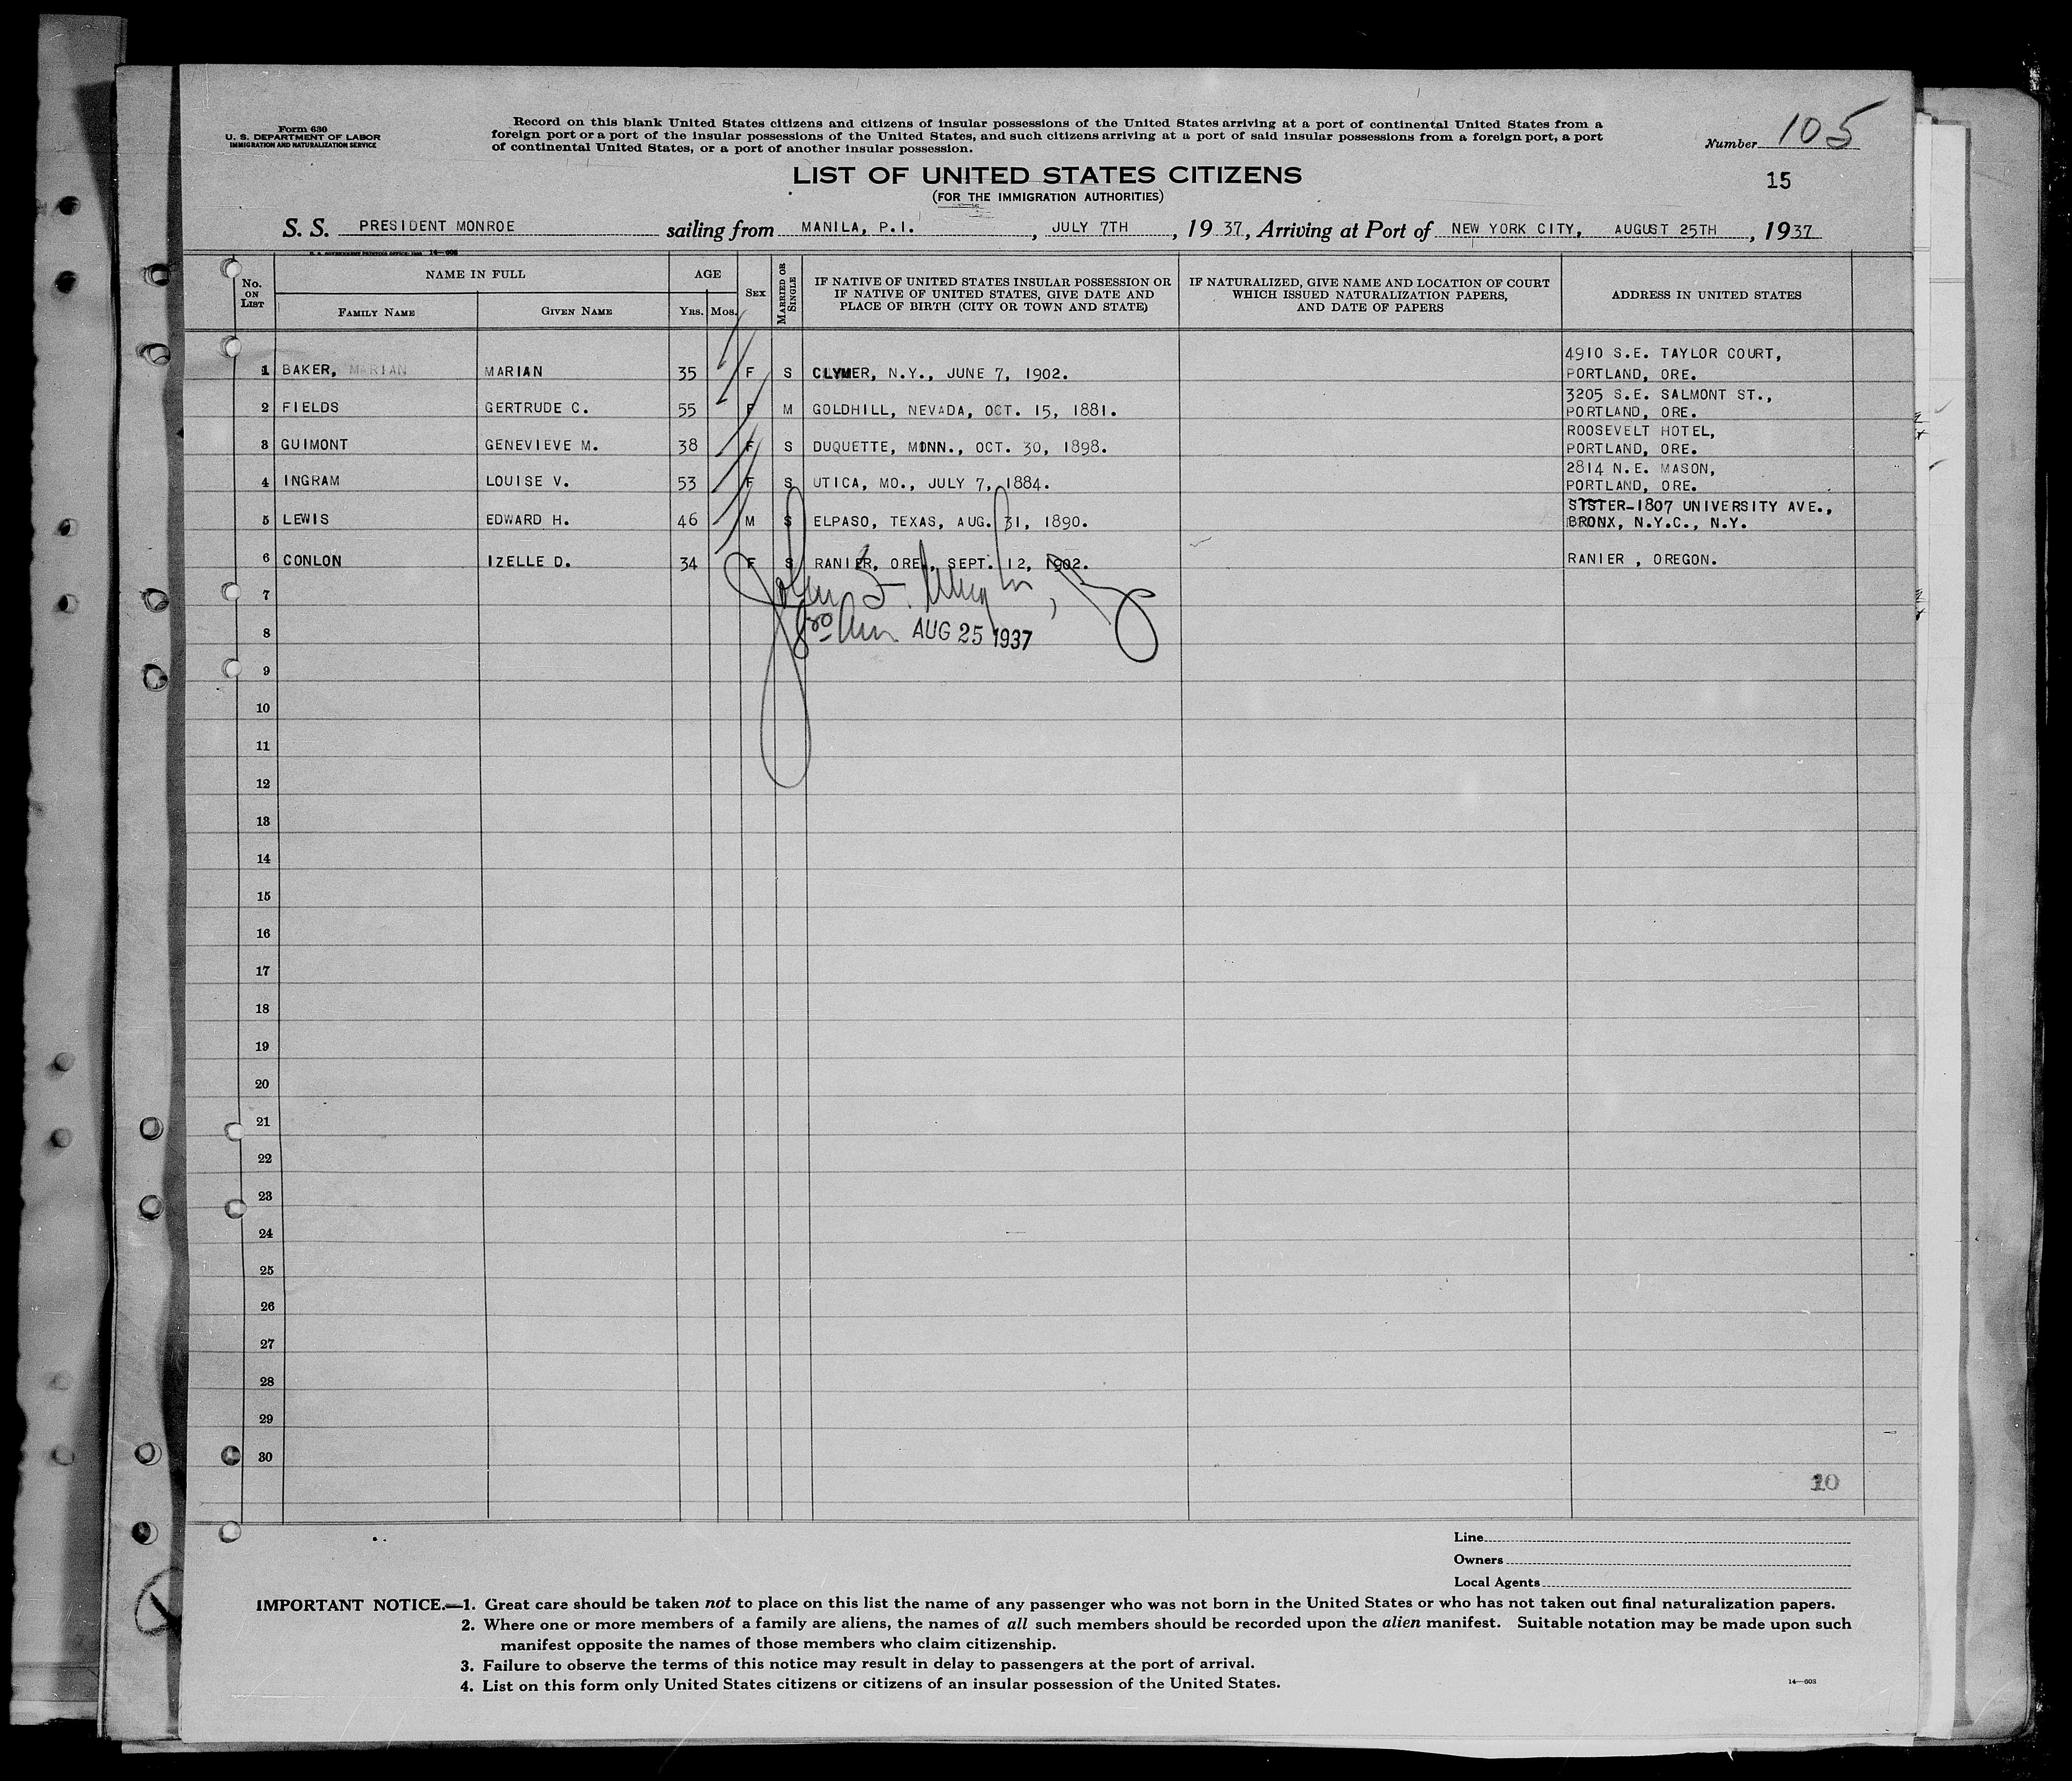 Form 630
U. S. DEPARTMENT OF LABOR
IMMIGRATION AND NATURALIZATION SERVICE
Record on this blank United States citizens and citizens of insular possessions of the United States arriving at a port of continental United States from a
foreign port or a port of the insular possessions of the United States, and such citizens arriving at a port of said insular possessions from a foreign port, a port
of continental United States, or a port of another insular possession.
Number 105
LIST OF UNITED STATES CITIZENS
15
(FOR THE IMMIGRATION AUTHORITIES)
S. S. PRESIDENT MONROE sailing from MANILA, P.I., JULY 7TH, 1937, Arriving at Port of NEW YORK CITY, AUGUST 25TH, 1937
No. ON LIST
NAME IN FULL
FAMILY NAME
GIVEN NAME
AGE
YRS. MOS.
SEX
MARRIED OR SINGLE
IF NATIVE OF UNITED STATES INSULAR POSSESSION OR
IF NATIVE OF UNITED STATES, GIVE DATE AND
PLACE OF BIRTH (CITY OR TOWN AND STATE)
IF NATURALIZED, GIVE NAME AND LOCATION OF COURT
WHICH ISSUED NATURALIZATION PAPERS,
AND DATE OF PAPERS
ADDRESS IN UNITED STATES
1 BAKER, MARIAN MARIAN 35 F S CLYMER, N.Y., JUNE 7, 1902. 4910 S.E. TAYLOR COURT,
PORTLAND, ORE.
2 FIELDS GERTRUDE C. 55 F M GOLDHILL, NEVADA, OCT. 15, 1881. 3205 S.E. SALMONT ST.,
PORTLAND, ORE.
3 GUIMONT GENEVIEVE M. 38 F S DUQUETTE, MINN., OCT. 30, 1898. ROOSEVELT HOTEL,
PORTLAND, ORE.
4 INGRAM LOUISE V. 53 F S UTICA, MO., JULY 7, 1884. 2814 N.E. MASON,
PORTLAND, ORE.
5 LEWIS EDWARD H. 46 M S ELPASO, TEXAS, AUG. 31, 1890. SISTER-1807 UNIVERSITY AVE.,
BRONX, N.Y.C., N.Y.
6 CONLON IZELLE D. 34 F S RANIER, ORE., SEPT. 12, 1902. RANIER , OREGON.
7
John
8
AUG 25 1937
9
10
11
12
13
14
15
16
17
18
19
20
21
22
23
24
25
26
27
28
29
30
Line
Owners
Local Agents
IMPORTANT NOTICE.—1. Great care should be taken not to place on this list the name of any passenger who was not born in the United States or who has not taken out final naturalization papers.
2. Where one or more members of a family are aliens, the names of all such members should be recorded upon the alien manifest. Suitable notation may be made upon such
manifest opposite the names of those members who claim citizenship.
3. Failure to observe the terms of this notice may result in delay to passengers at the port of arrival.
4. List on this form only United States citizens or citizens of an insular possession of the United States.